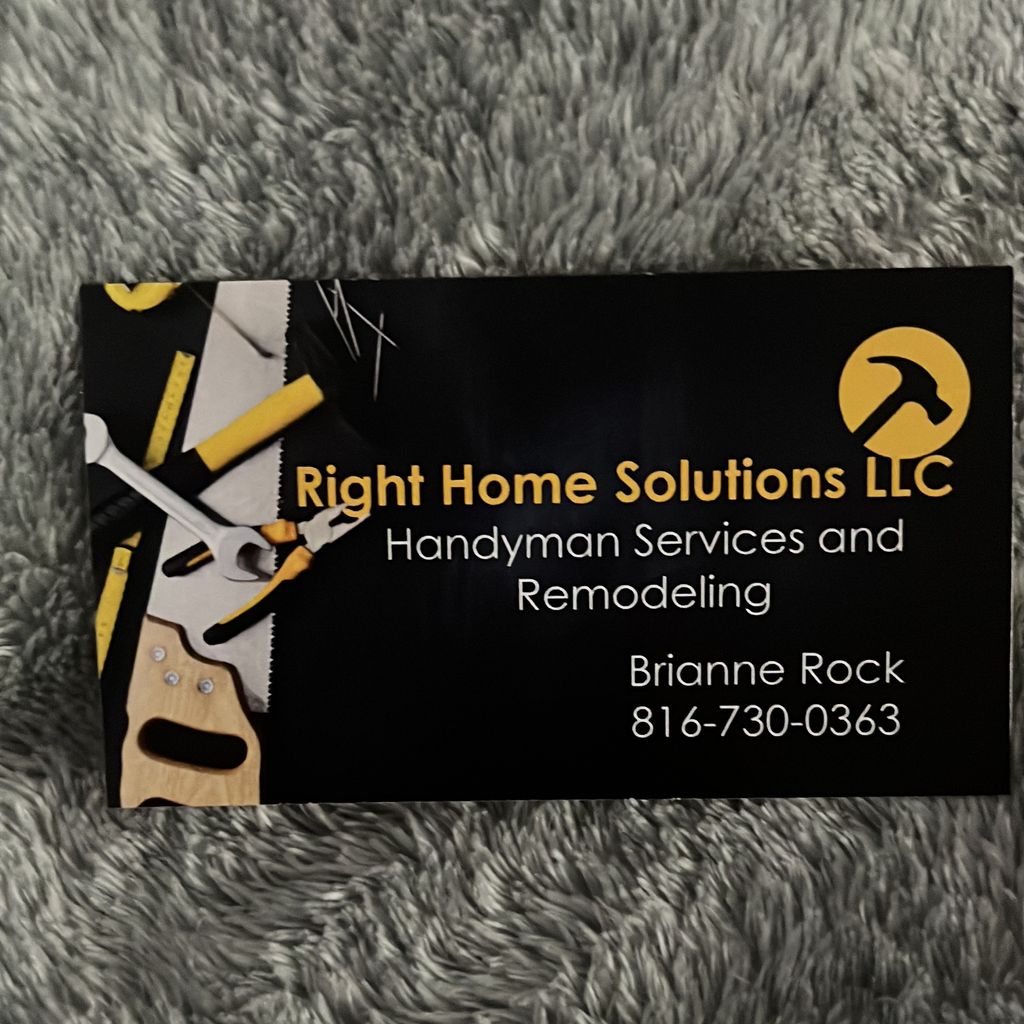 Right Home Solutions LLC
Handyman Services and
Remodeling
Brianne Rock
816-730-0363